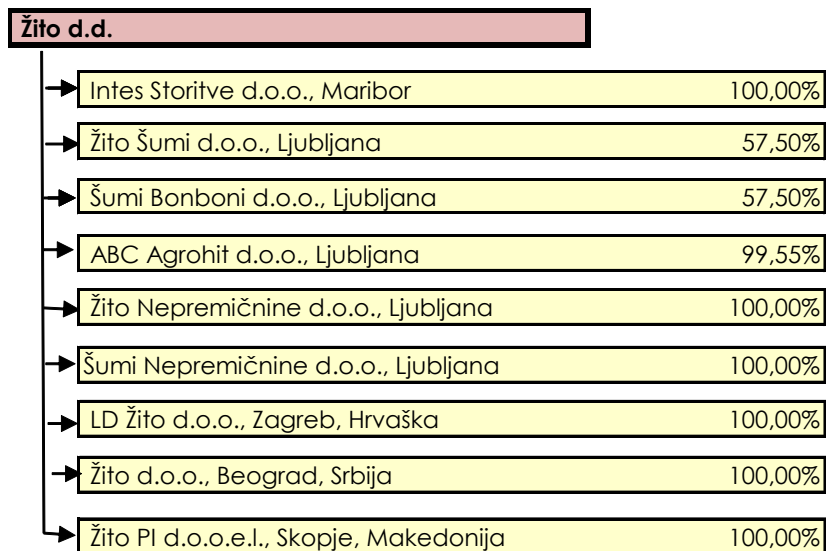 Žito d.d.
Intes Storitve d.o.o., Maribor 100,00%
Žito Šumi d.o.o., Ljubljana 57,50%
Šumi Bonboni d.o.o., Ljubljana 57,50%
ABC Agrohit d.o.o., Ljubljana 99,55%
Žito Nepremičnine d.o.o., Ljubljana 100,00%
Šumi Nepremičnine d.o.o., Ljubljana 100,00%
LD Žito d.o.o., Zagreb, Hrvaška 100,00%
Žito d.o.o., Beograd, Srbija 100,00%
Žito PI d.o.o.e.l., Skopje, Makedonija 100,00%